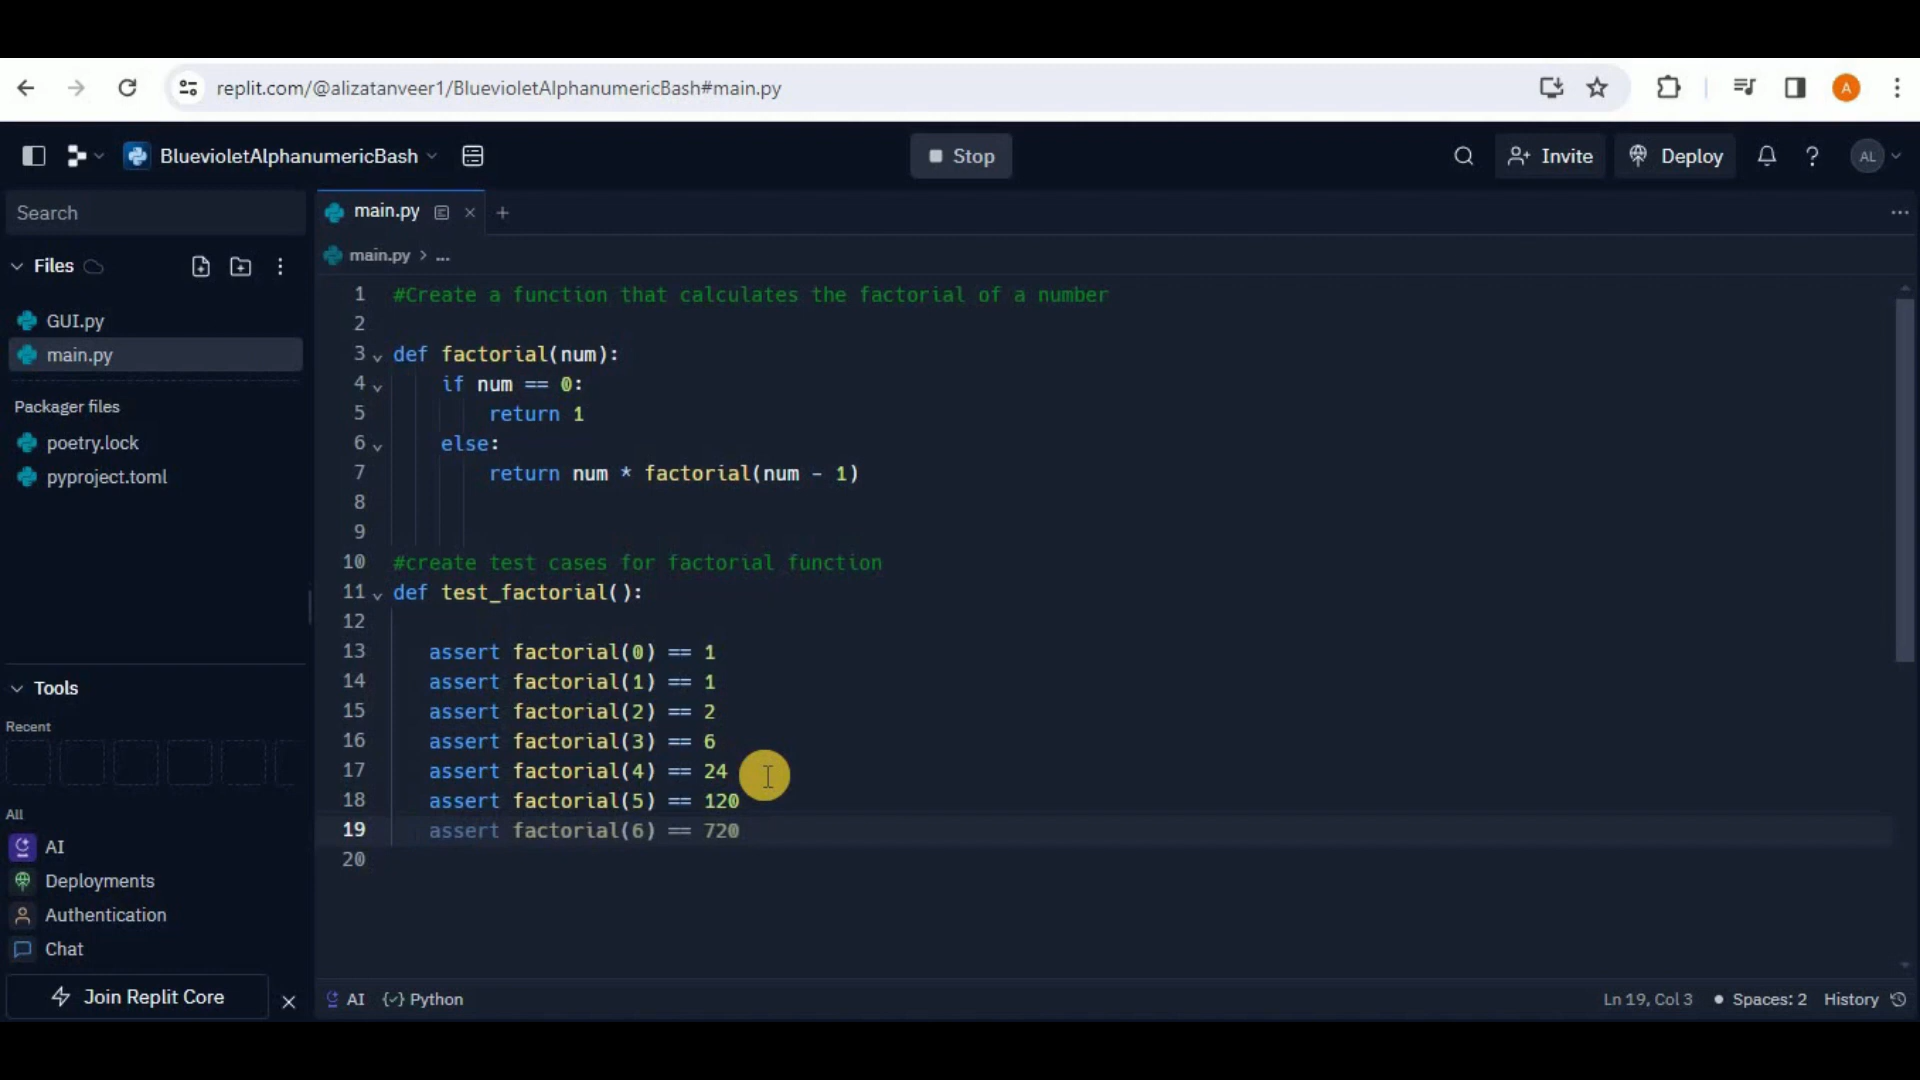 replit.com/@alizatanveer1/BluevioletAlphanumericBash#main.py
A
BluevioletAlphanumericBash
Stop
Invite
Deploy
AL
Search
main.py
Files
main.py > ...
GUI.py
main.py
Packager files
poetry.lock
pyproject.toml
1 #Create a function that calculates the factorial of a number
2
3 def factorial(num):
4 if num == 0:
5 return 1
6 else:
7 return num * factorial(num - 1)
8
9
10 #create test cases for factorial function
11 def test_factorial():
12
13 assert factorial(0) == 1
14 assert factorial(1) == 1
15 assert factorial(2) == 2
16 assert factorial(3) == 6
17 assert factorial(4) == 24
18 assert factorial(5) == 120
19 assert factorial(6) == 720
20
Tools
Recent
All
AI
Deployments
Authentication
Chat
Join Replit Core
AI
Python
Ln 19, Col 3
Spaces: 2
History